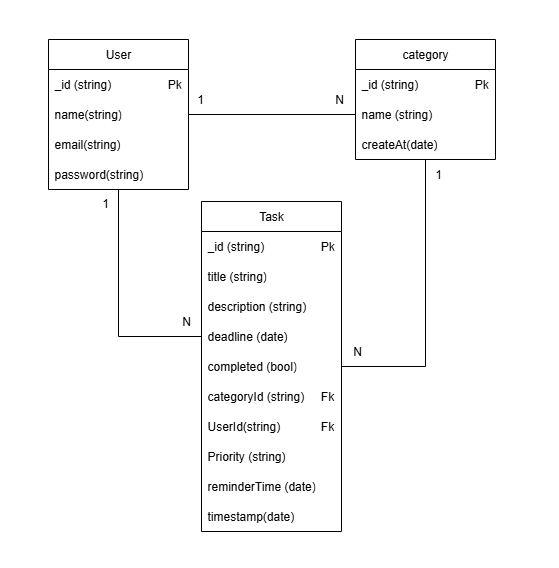 User
_id (string) Pk
name(string)
email(string)
password(string)
category
_id (string) Pk
name (string)
createAt(date)
1
N
1
1
Task
_id (string) Pk
title (string)
description (string)
deadline (date)
completed (bool)
categoryId (string) Fk
UserId(string) Fk
Priority (string)
reminderTime (date)
timestamp(date)
N
N